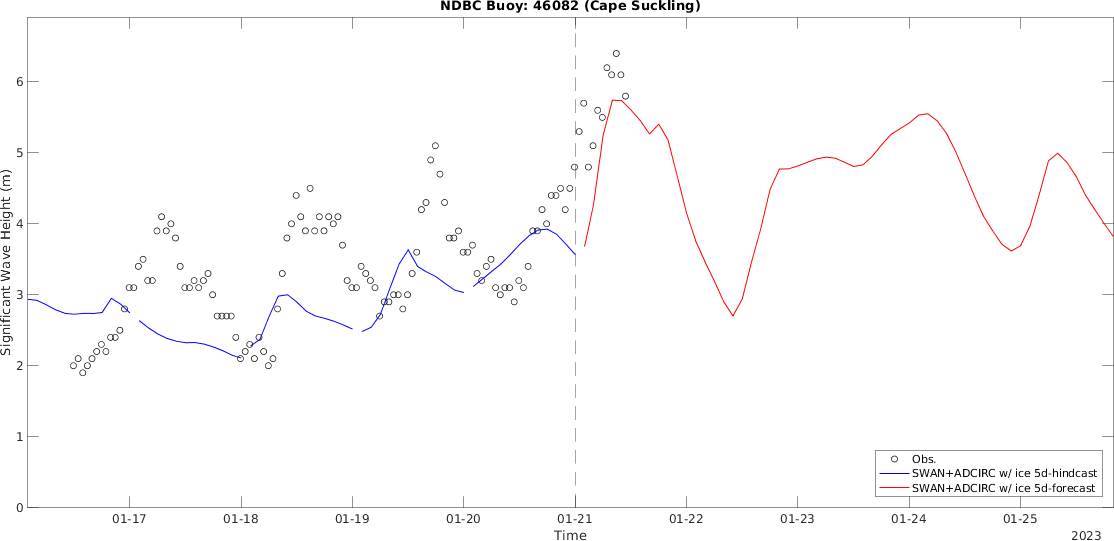 NDBC Buoy: 46082 (Cape Suckling)
Significant Wave Height (m)
6
5
4
3
2
1
0
Obs.
SWAN+ADCIRC w/ ice 5d-hindcast
SWAN+ADCIRC w/ ice 5d-forecast
01-17 01-18 01-19 01-20 01-21 01-22 01-23 01-24 01-25
Time
2023